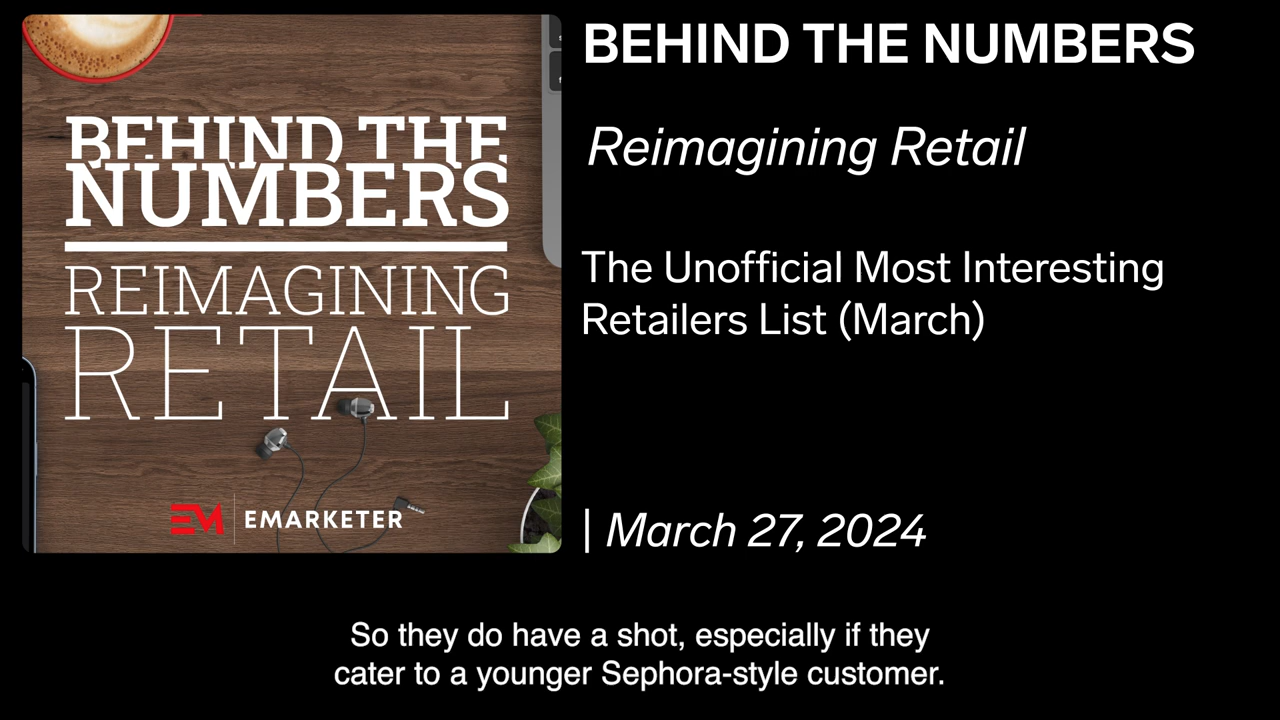 BEHIND THE
NUMBERS
REIMAGINING
RETAIL
EM EMARKETER
BEHIND THE NUMBERS
Reimagining Retail
The Unofficial Most Interesting
Retailers List (March)
| March 27, 2024
So they do have a shot, especially if they
cater to a younger Sephora-style customer.